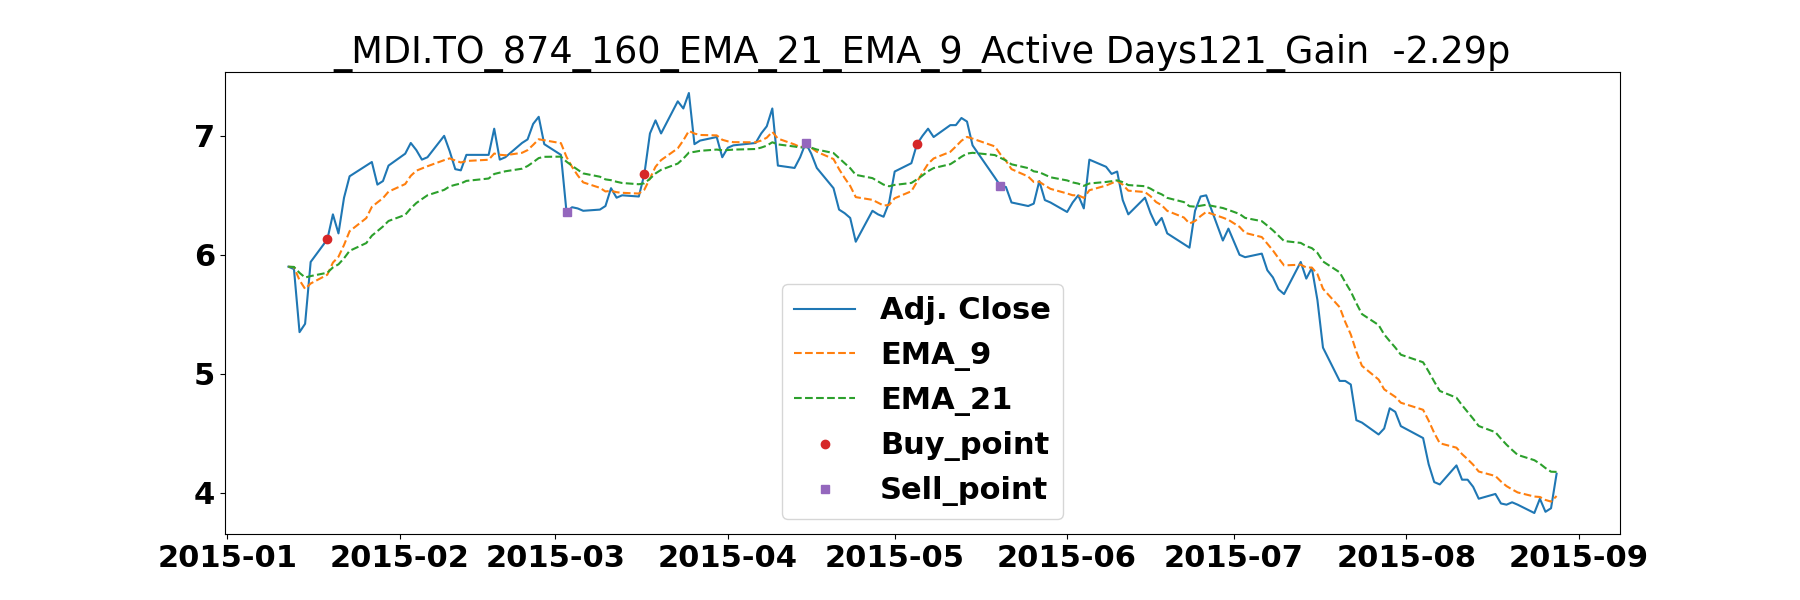 _MDI.TO_874_160_EMA_21_EMA_9_Active Days121_Gain  -2.29p
7
6
5
4
Adj. Close
EMA_9
EMA_21
Buy_point
Sell_point
2015-01 2015-02 2015-03 2015-04 2015-05 2015-06 2015-07 2015-08 2015-09